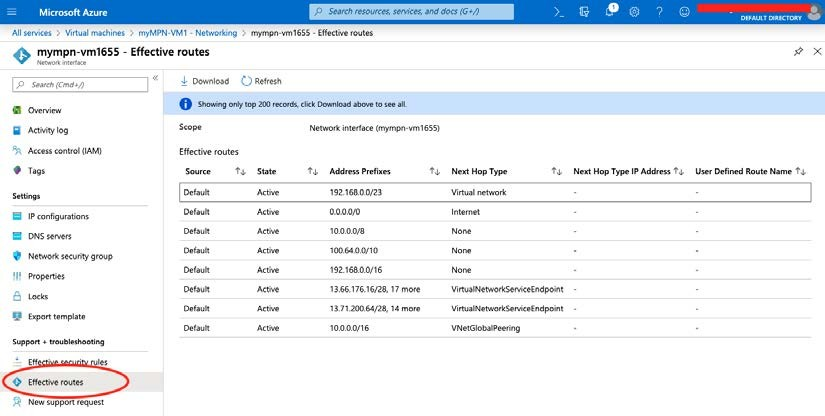 Microsoft Azure
Search resources, services, and docs (G+/)
1
DEFAULT DIRECTORY
All services > Virtual machines > myMPN-VM1 - Networking > mympn-vm1655 - Effective routes
mympn-vm1655 - Effective routes
Network interface
Search (Cmd+/)
Overview
Activity log
Access control (IAM)
Tags
Settings
IP configurations
DNS servers
Network security group
Properties
Locks
Export template
Support + troubleshooting
Effective security rules
Effective routes
New support request
Download Refresh
Showing only top 200 records, click Download above to see all.
Scope Network interface (mympn-vm1655)
Effective routes
Source State Address Prefixes Next Hop Type Next Hop Type IP Address User Defined Route Name
Default Active 192.168.0.0/23 Virtual network - -
Default Active 0.0.0.0/0 Internet - -
Default Active 10.0.0.0/8 None - -
Default Active 100.64.0.0/10 None - -
Default Active 192.168.0.0/16 None - -
Default Active 13.66.176.16/28, 17 more VirtualNetworkServiceEndpoint - -
Default Active 13.71.200.64/28, 14 more VirtualNetworkServiceEndpoint - -
Default Active 10.0.0.0/16 VNetGlobalPeering - -